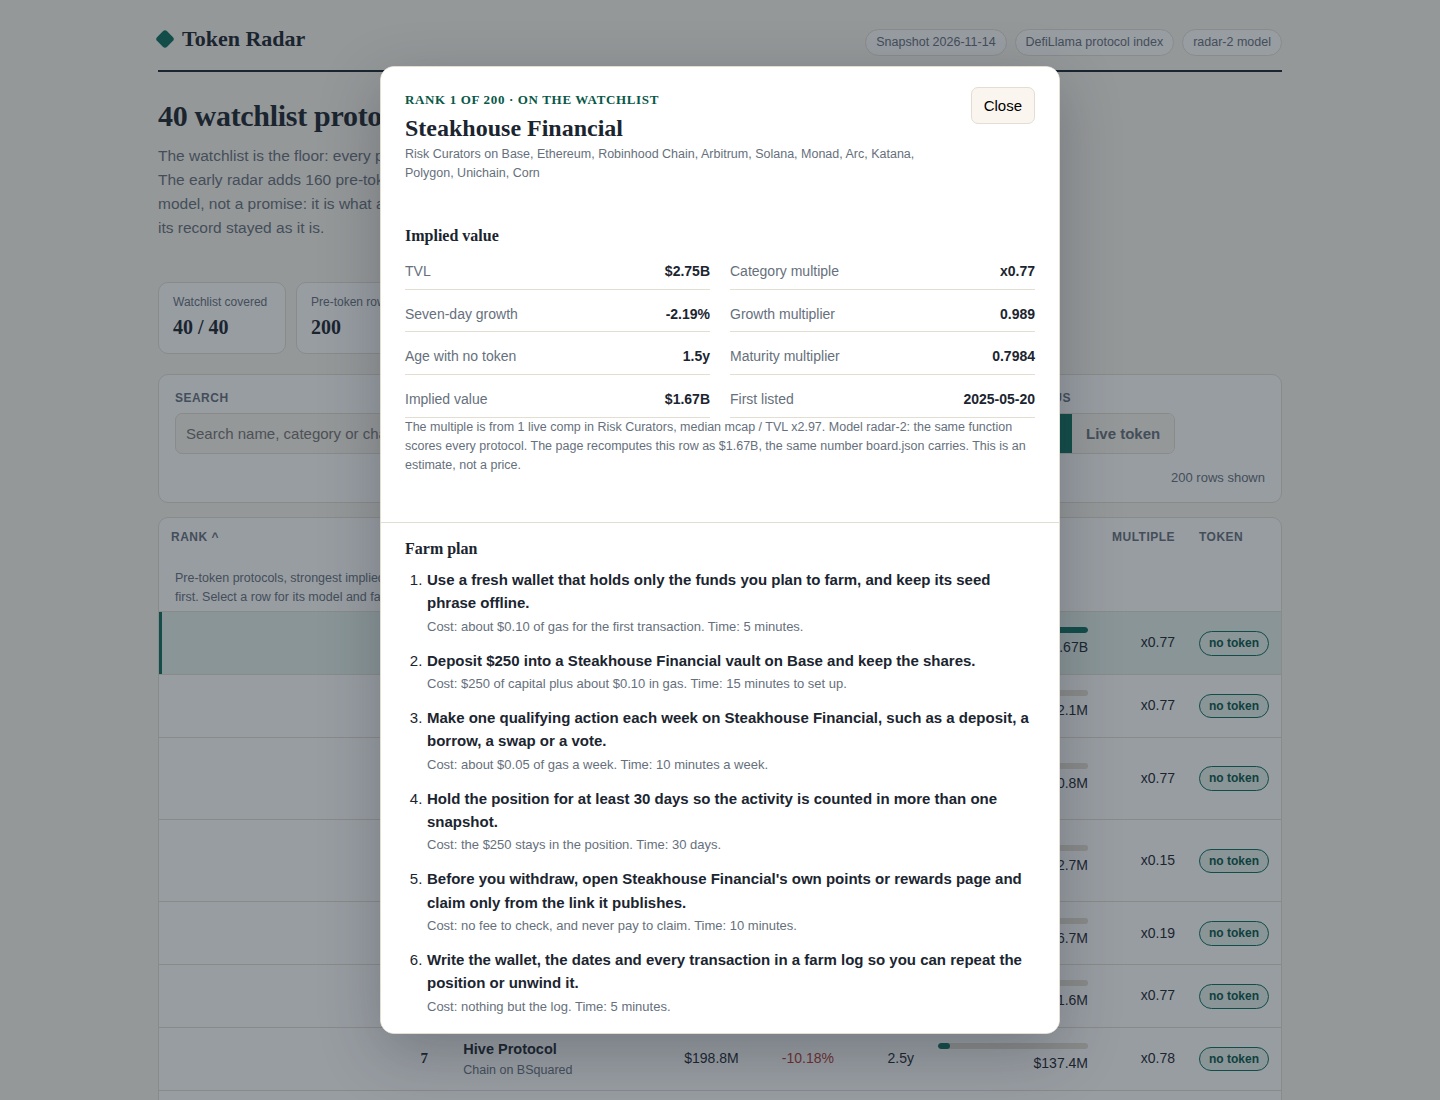 Token Radar
Snapshot 2026-11-14
DefiLlama protocol index
radar-2 model
40 watchlist proto
The watchlist is the floor: every p
The early radar adds 160 pre-tok
model, not a promise: it is what a
its record stayed as it is.
Watchlist covered
40 / 40
Pre-token row
200
SEARCH
Search name, category or cha
Live token
200 rows shown
RANK ^
MULTIPLE
TOKEN
Pre-token protocols, strongest implied
first. Select a row for its model and fa
.67B
x0.77
no token
2.1M
x0.77
no token
0.8M
x0.77
no token
2.7M
x0.15
no token
6.7M
x0.19
no token
1.6M
x0.77
no token
7
Hive Protocol
Chain on BSquared
$198.8M
-10.18%
2.5y
$137.4M
x0.78
no token
RANK 1 OF 200 · ON THE WATCHLIST
Close
Steakhouse Financial
Risk Curators on Base, Ethereum, Robinhood Chain, Arbitrum, Solana, Monad, Arc, Katana,
Polygon, Unichain, Corn
Implied value
TVL
$2.75B
Category multiple
x0.77
Seven-day growth
-2.19%
Growth multiplier
0.989
Age with no token
1.5y
Maturity multiplier
0.7984
Implied value
$1.67B
First listed
2025-05-20
The multiple is from 1 live comp in Risk Curators, median mcap / TVL x2.97. Model radar-2: the same function
scores every protocol. The page recomputes this row as $1.67B, the same number board.json carries. This is an
estimate, not a price.
Farm plan
1. Use a fresh wallet that holds only the funds you plan to farm, and keep its seed
phrase offline.
Cost: about $0.10 of gas for the first transaction. Time: 5 minutes.
2. Deposit $250 into a Steakhouse Financial vault on Base and keep the shares.
Cost: $250 of capital plus about $0.10 in gas. Time: 15 minutes to set up.
3. Make one qualifying action each week on Steakhouse Financial, such as a deposit, a
borrow, a swap or a vote.
Cost: about $0.05 of gas a week. Time: 10 minutes a week.
4. Hold the position for at least 30 days so the activity is counted in more than one
snapshot.
Cost: the $250 stays in the position. Time: 30 days.
5. Before you withdraw, open Steakhouse Financial's own points or rewards page and
claim only from the link it publishes.
Cost: no fee to check, and never pay to claim. Time: 10 minutes.
6. Write the wallet, the dates and every transaction in a farm log so you can repeat the
position or unwind it.
Cost: nothing but the log. Time: 5 minutes.